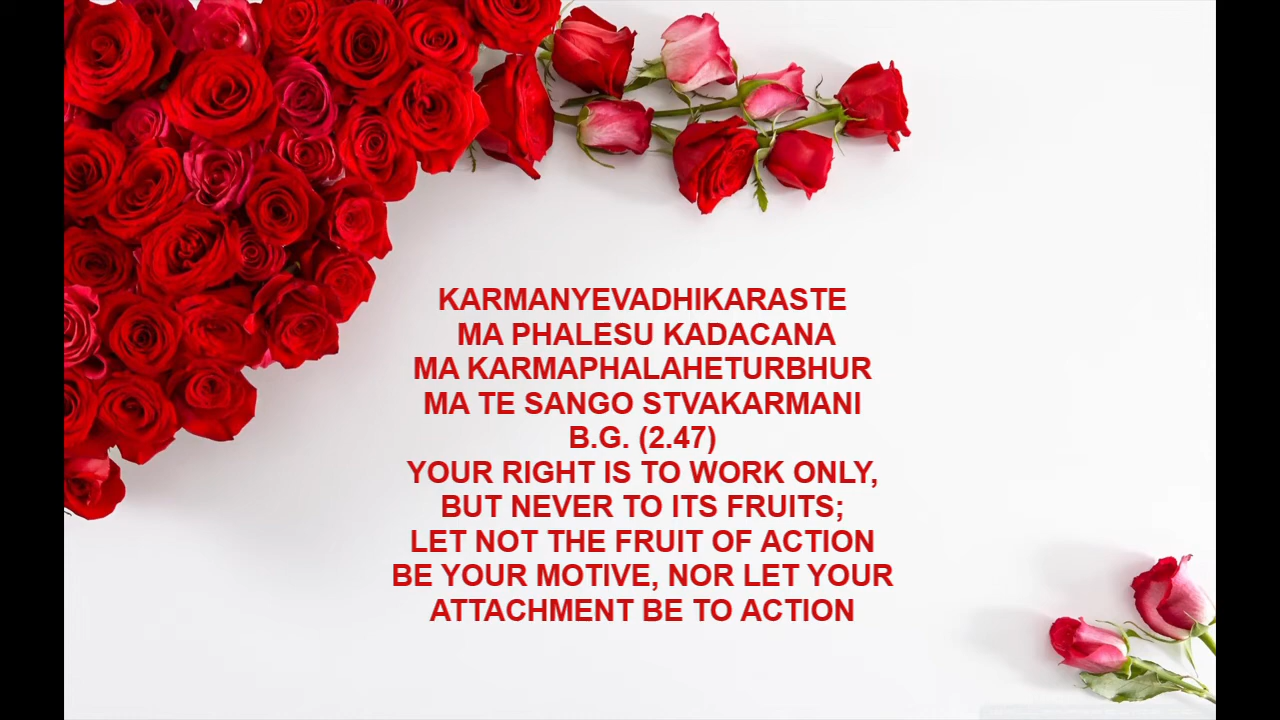 KARMANYEVADHIKARASTE
MA PHALESU KADACANA
MA KARMAPHALAHETURBHUR
MA TE SANGO STVAKARMANI
B.G. (2.47)
YOUR RIGHT IS TO WORK ONLY,
BUT NEVER TO ITS FRUITS;
LET NOT THE FRUIT OF ACTION
BE YOUR MOTIVE, NOR LET YOUR
ATTACHMENT BE TO ACTION